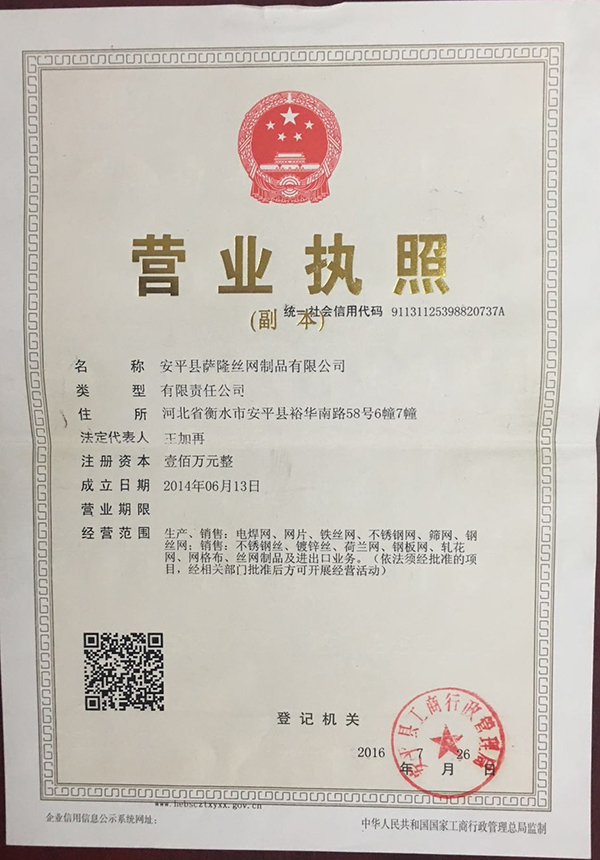 营业执照
(副 本)
统一社会信用代码 91131125398820737A
名 称 安平县萨隆丝网制品有限公司
类 型 有限责任公司
住 所 河北省衡水市安平县裕华南路58号6幢7幢
法定代表人 王加再
注册资本 壹佰万元整
成立日期 2014年06月13日
营业期限
经营范围 生产、销售：电焊网、网片、铁丝网、不锈钢网、筛网、钢
丝网；销售：不锈钢丝、镀锌丝、荷兰网、钢板网、轧花
网、网格布、丝网制品及进出口业务。（依法须经批准的项
目，经相关部门批准后方可开展经营活动）
登记机关
安平县工商行政管理局
2016 7 26
年 月 日
www.hebscztxyxx.gov.cn
企业信用信息公示系统网址：
中华人民共和国国家工商行政管理总局监制